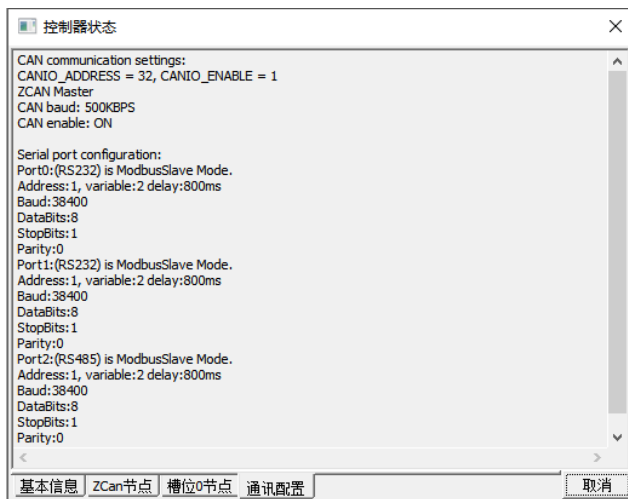 控制器状态
CAN communication settings:
CANIO_ADDRESS = 32, CANIO_ENABLE = 1
ZCAN Master
CAN baud: 500KBPS
CAN enable: ON
Serial port configuration:
Port0:(RS232) is ModbusSlave Mode.
Address:1, variable:2 delay:800ms
Baud:38400
DataBits:8
StopBits:1
Parity:0
Port1:(RS232) is ModbusSlave Mode.
Address:1, variable:2 delay:800ms
Baud:38400
DataBits:8
StopBits:1
Parity:0
Port2:(RS485) is ModbusSlave Mode.
Address:1, variable:2 delay:800ms
Baud:38400
DataBits:8
StopBits:1
Parity:0
基本信息 ZCan节点 槽位0节点 通讯配置 取消